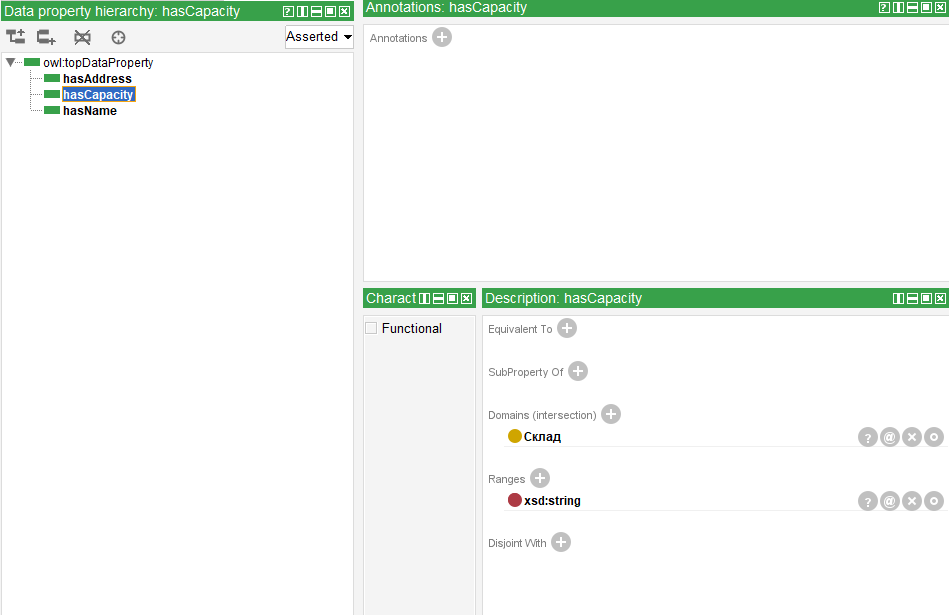 Data property hierarchy: hasCapacity
Asserted
owl:topDataProperty
hasAddress
hasCapacity
hasName
Annotations: hasCapacity
Annotations
Charact
Functional
Description: hasCapacity
Equivalent To
SubProperty Of
Domains (intersection)
Склад
Ranges
xsd:string
Disjoint With